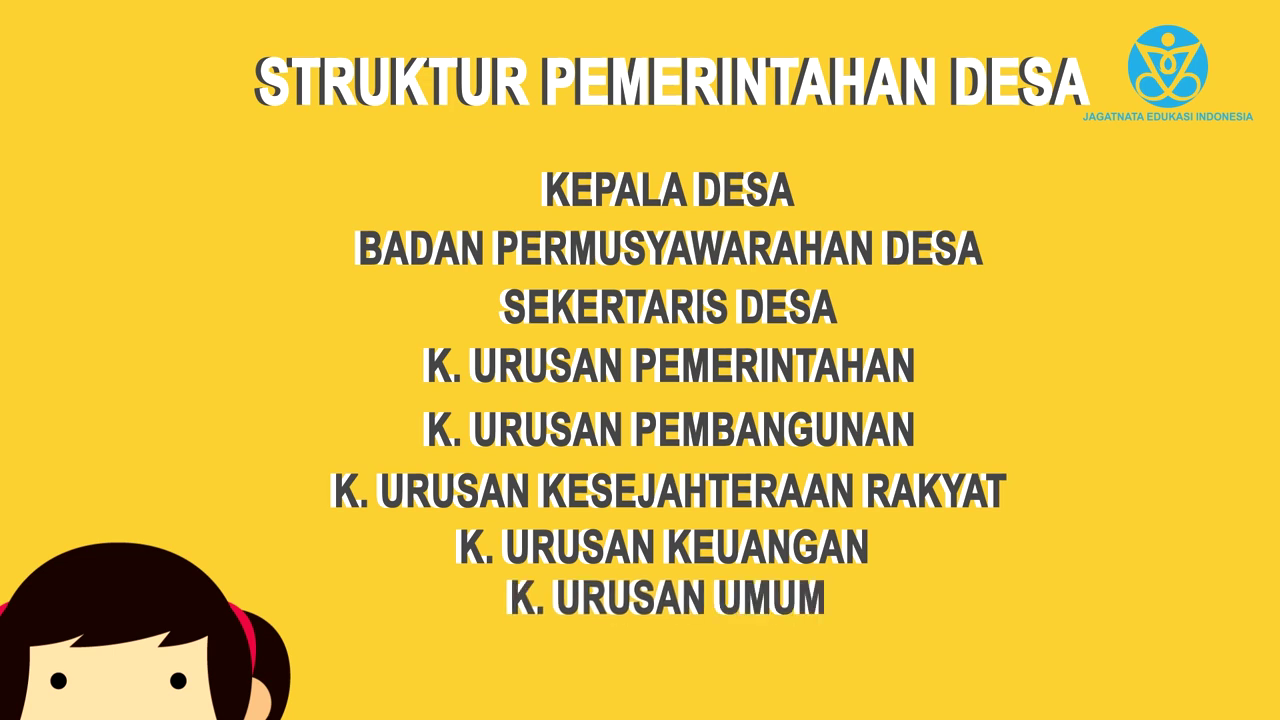 STRUKTUR PEMERINTAHAN DESA
JAGATNATA EDUKASI INDONESIA
KEPALA DESA
BADAN PERMUSYAWARAHAN DESA
SEKERTARIS DESA
K. URUSAN PEMERINTAHAN
K. URUSAN PEMBANGUNAN
K. URUSAN KESEJAHTERAAN RAKYAT
K. URUSAN KEUANGAN
K. URUSAN UMUM